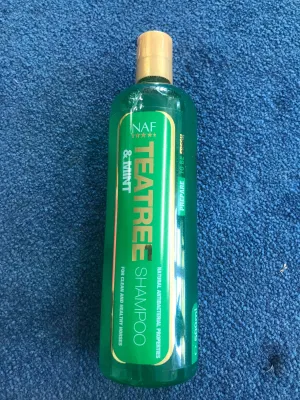 NAF
TEATREE
& MINT
SHAMPOO
NATURAL ANTIBACTERIAL PROPERTIES
FOR CLEAN AND HEALTHY HORSES